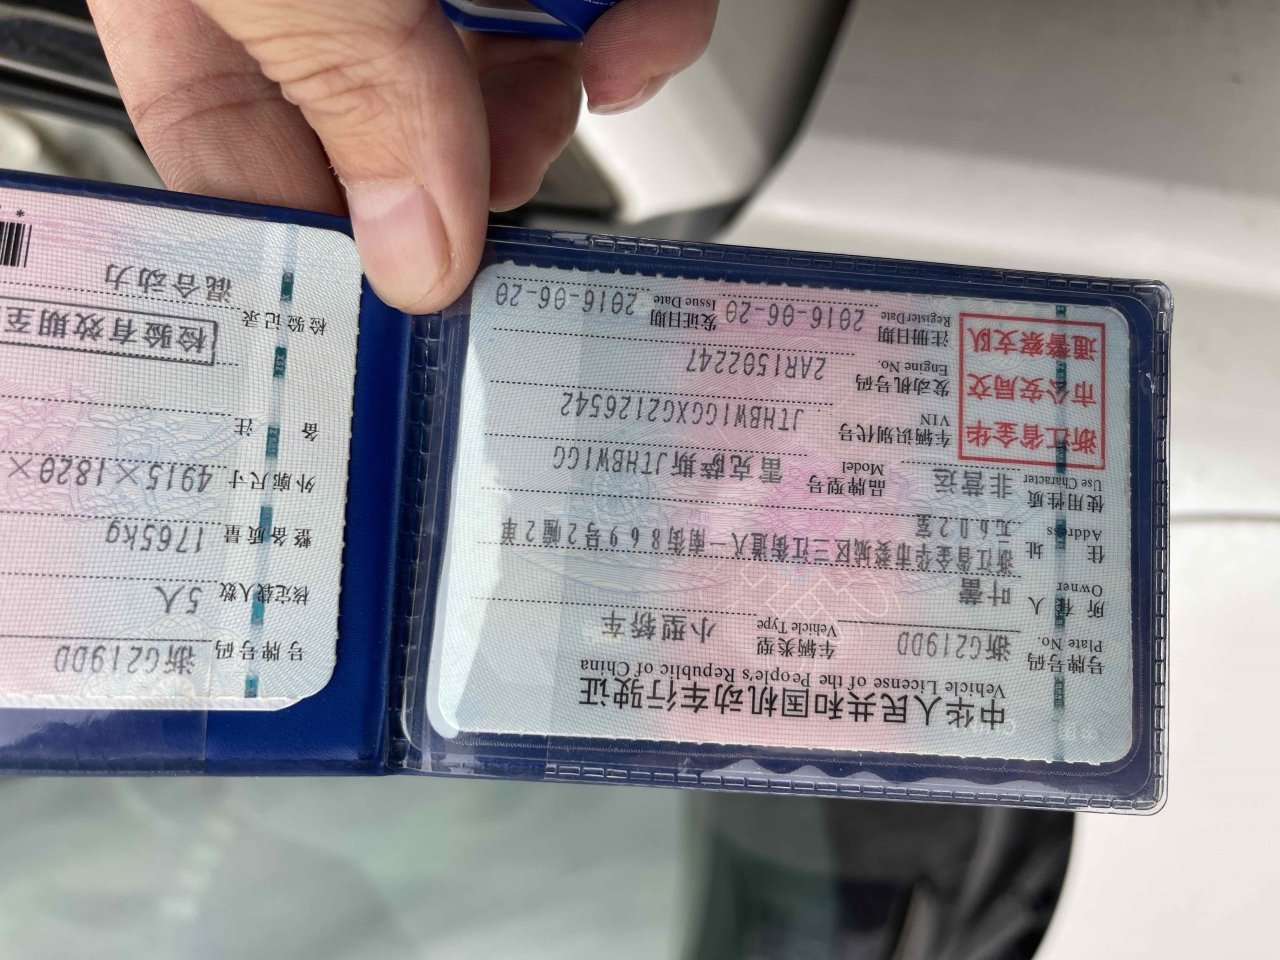 中华人民共和国机动车行驶证
Vehicle License of the People's Republic of China
号牌号码 浙G219DD 车辆类型 小型轿车
Plate No. Vehicle Type
所有人 叶蕾
Owner
住址 浙江省金华市婺城区三江街道八一南街869号2幢2单
Address 元602室
使用性质 非营运 品牌型号 雷克萨斯JTHBW1GG
Use Character Model
浙江省金华市公安局交通警察支队
车辆识别代号 JTHBW1GGXG2126542
VIN
发动机号码 2AR1502247
Engine No.
注册日期 2016-06-20 发证日期 2016-06-20
Register Date Issue Date
号牌号码 浙G219DD
核定载人数 5人
整备质量 1765kg
外廓尺寸 4915×1820×
备注
检验有效期至
检验记录
混合动力
*